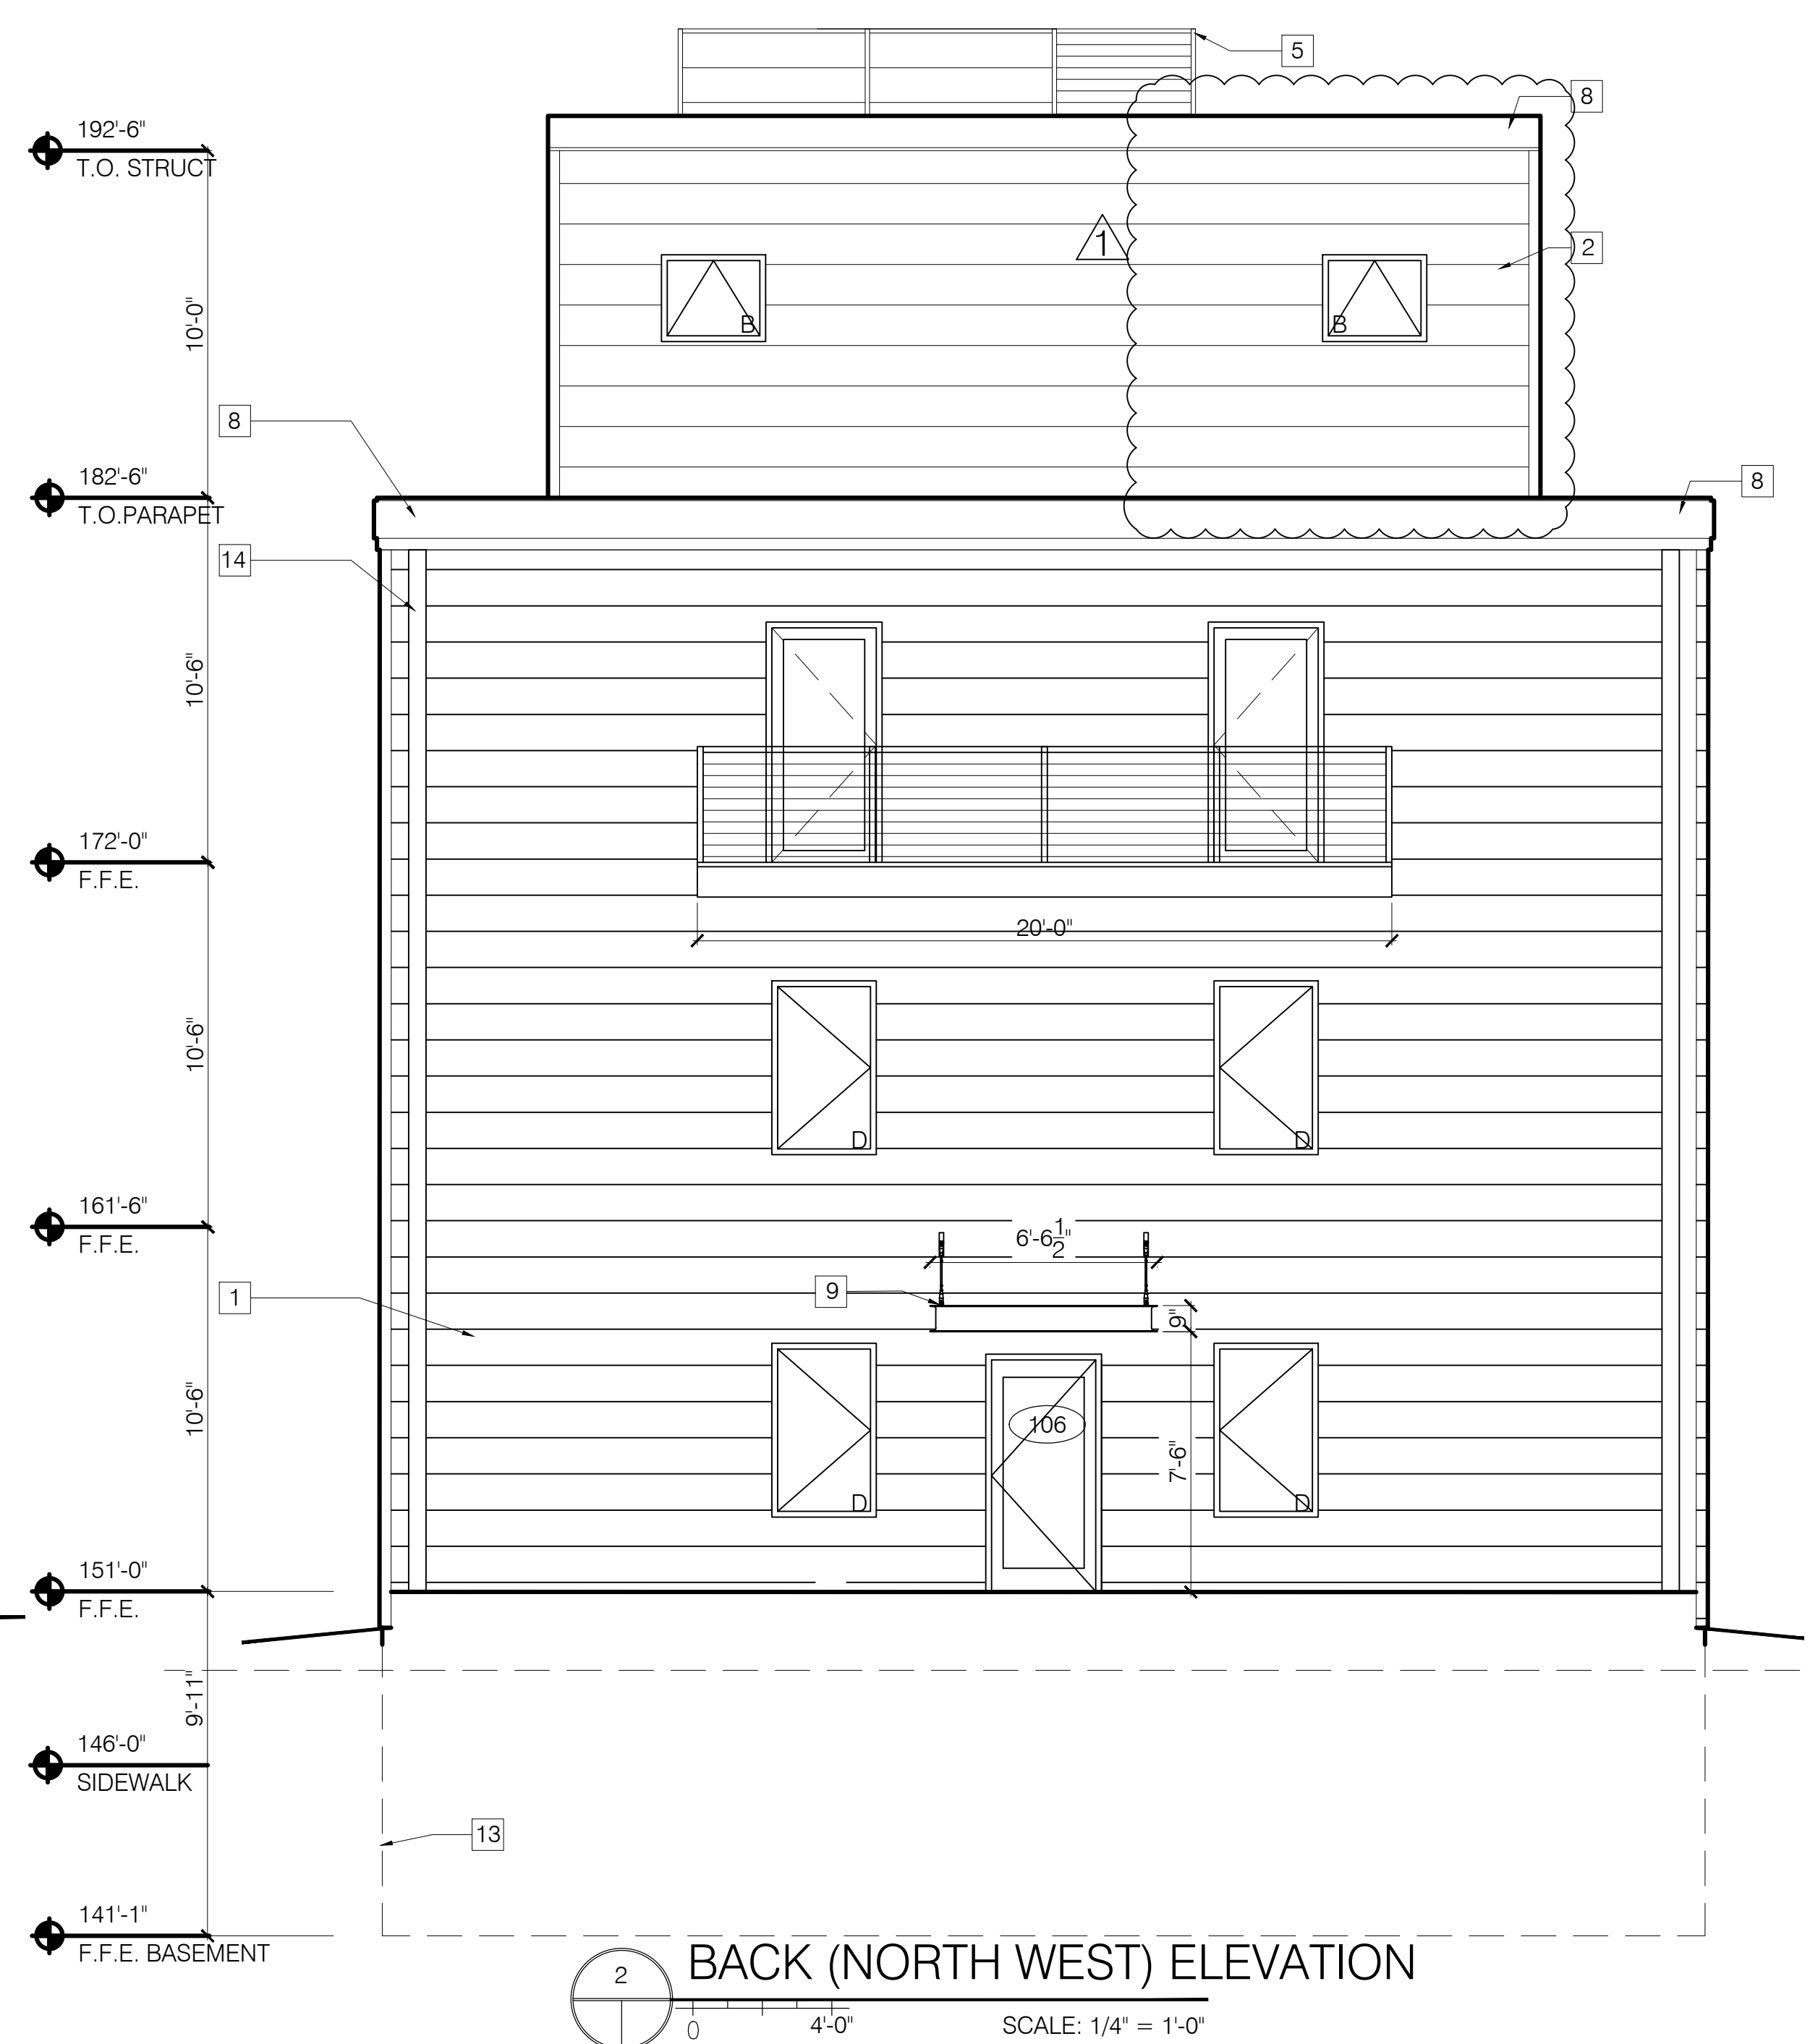 5
8
192'-6"
T.O. STRUCT
1
2
B
B
10'-0"
8
182'-6"
T.O.PARAPET
8
14
10'-6"
172'-0"
F.F.E.
20'-0"
10'-6"
D
D
161'-6"
F.F.E.
6'-6 1/2"
1
9
9"
10'-6"
106
7'-6"
D
D
151'-0"
F.F.E.
9'-11"
146'-0"
SIDEWALK
13
141'-1"
F.F.E. BASEMENT
2
BACK (NORTH WEST) ELEVATION
0
4'-0"
SCALE: 1/4" = 1'-0"